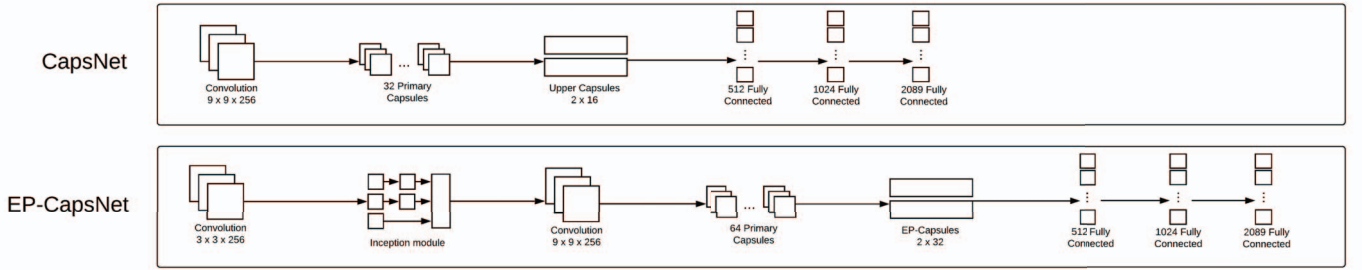 CapsNet
Convolution
9 x 9 x 256
...
32 Primary
Capsules
Upper Capsules
2 x 16
512 Fully
Connected
1024 Fully
Connected
2089 Fully
Connected
EP-CapsNet
Convolution
3 x 3 x 256
Inception module
Convolution
9 x 9 x 256
...
64 Primary
Capsules
EP-Capsules
2 x 32
512 Fully
Connected
1024 Fully
Connected
2089 Fully
Connected